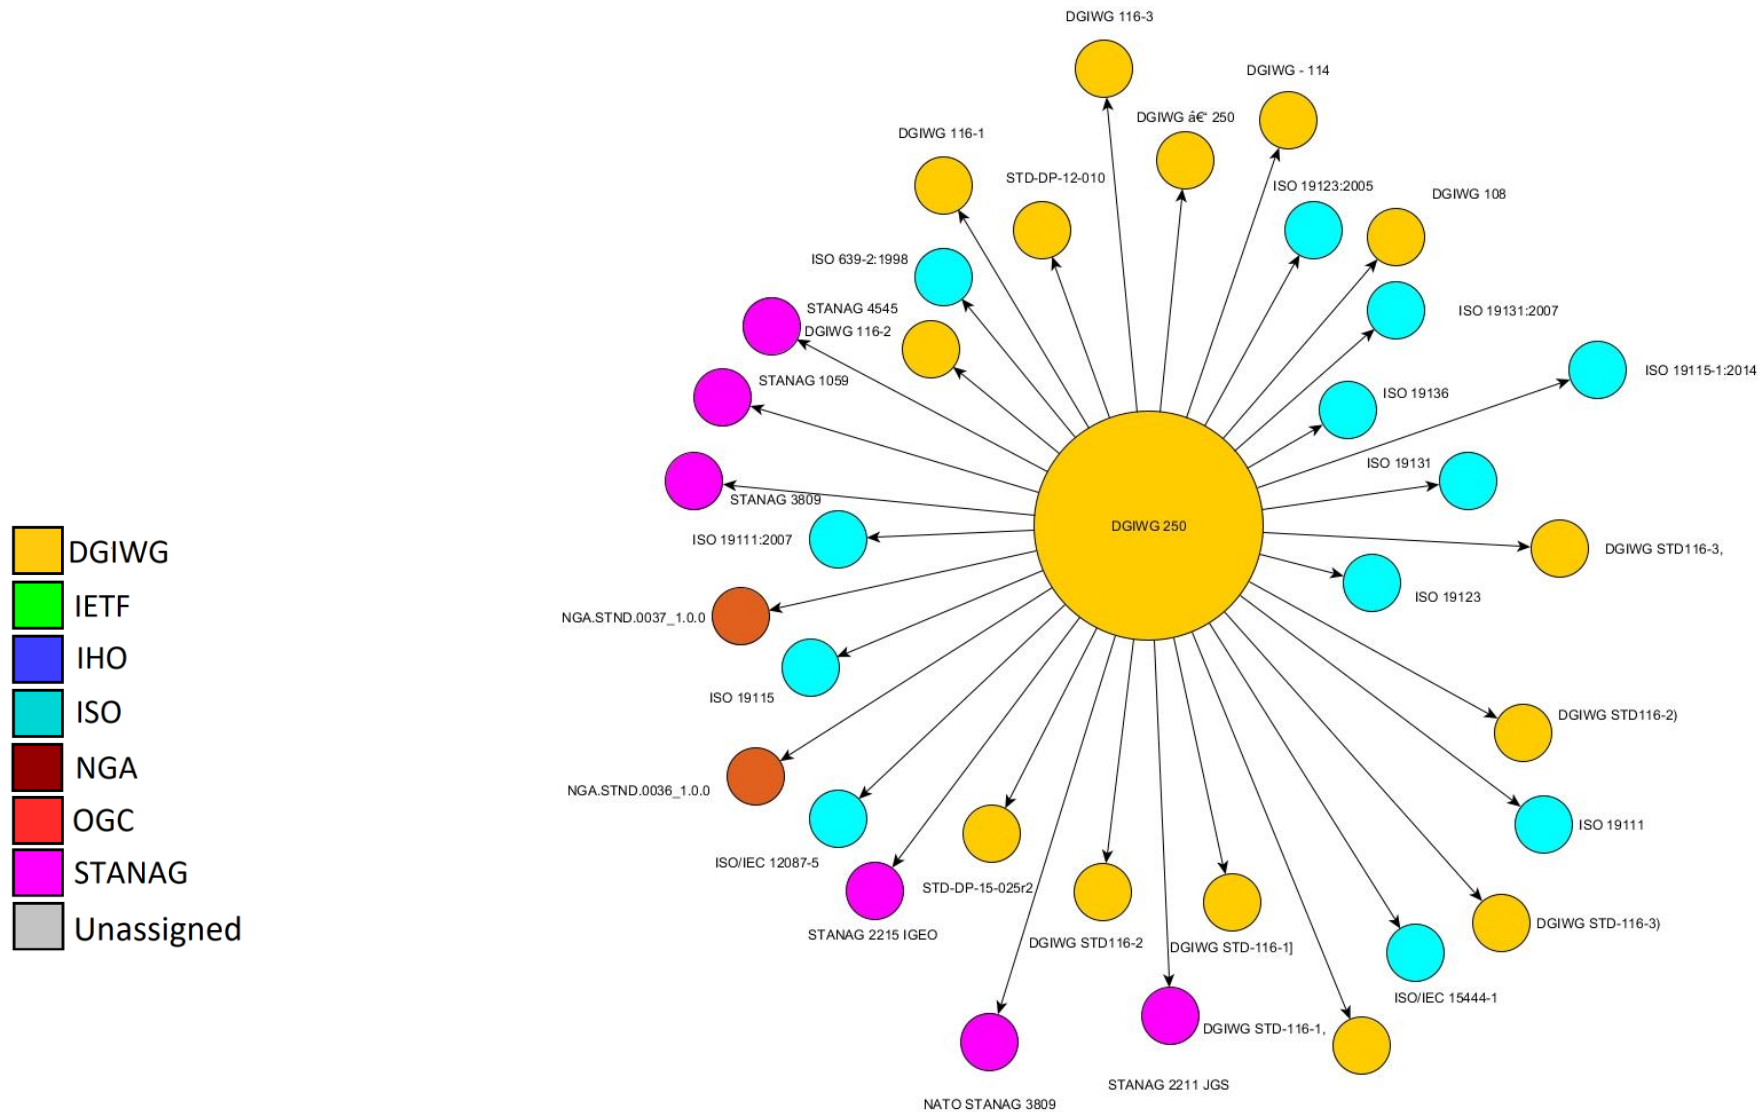 DGIWG 116-3
DGIWG - 114
DGIWG â€“ 250
DGIWG 116-1
STD-DP-12-010
ISO 19123:2005
DGIWG 108
ISO 639-2:1998
STANAG 4545
DGIWG 116-2
ISO 19131:2007
STANAG 1059
ISO 19136
ISO 19115-1:2014
ISO 19131
STANAG 3809
DGIWG 250
ISO 19111:2007
DGIWG STD116-3,
ISO 19123
NGA.STND.0037_1.0.0
ISO 19115
DGIWG STD116-2)
NGA.STND.0036_1.0.0
ISO 19111
ISO/IEC 12087-5
STD-DP-15-025r2
STANAG 2215 IGEO
DGIWG STD116-2
DGIWG STD-116-1]
DGIWG STD-116-3)
ISO/IEC 15444-1
DGIWG STD-116-1,
STANAG 2211 JGS
NATO STANAG 3809
DGIWG
IETF
IHO
ISO
NGA
OGC
STANAG
Unassigned